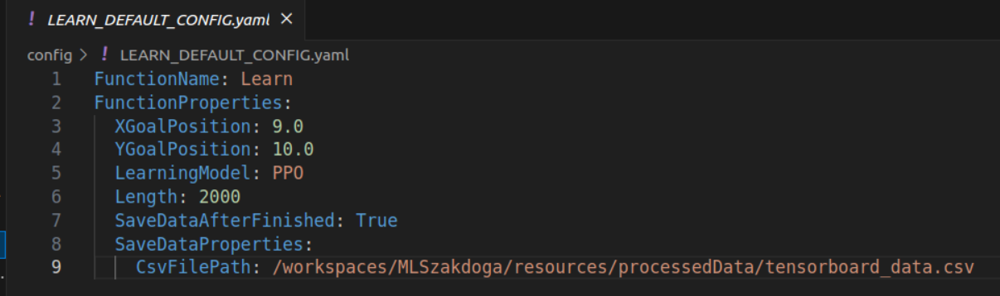 ! LEARN_DEFAULT_CONFIG.yaml ×
config > ! LEARN_DEFAULT_CONFIG.yaml
1 FunctionName: Learn
2 FunctionProperties:
3 XGoalPosition: 9.0
4 YGoalPosition: 10.0
5 LearningModel: PPO
6 Length: 2000
7 SaveDataAfterFinished: True
8 SaveDataProperties:
9 CsvFilePath: /workspaces/MLSzakdoga/resources/processedData/tensorboard_data.csv